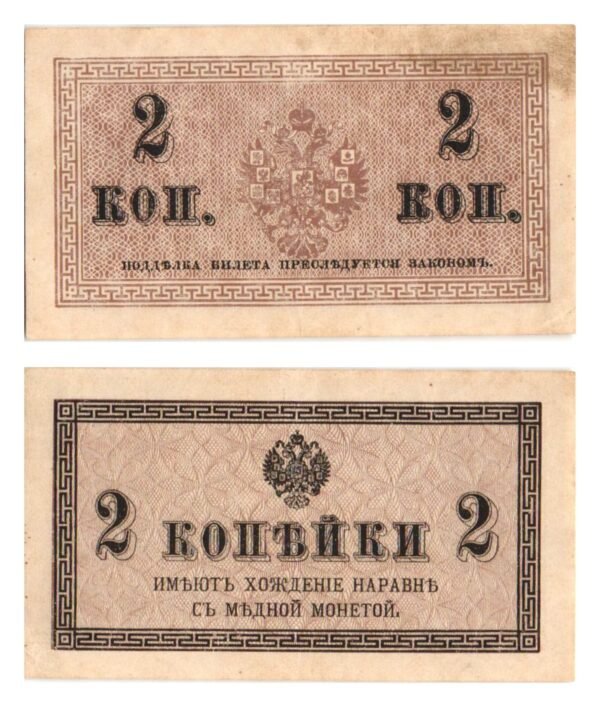 2 2
КОП. КОП.
ПОДДѢЛКА БИЛЕТА ПРЕСЛѢДУЕТСЯ ЗАКОНОМЪ.
2 КОПѢЙКИ 2
ИМѢЮТЪ ХОЖДЕНІЕ НАРАВНѢ
СЪ МѢДНОЙ МОНЕТОЙ.